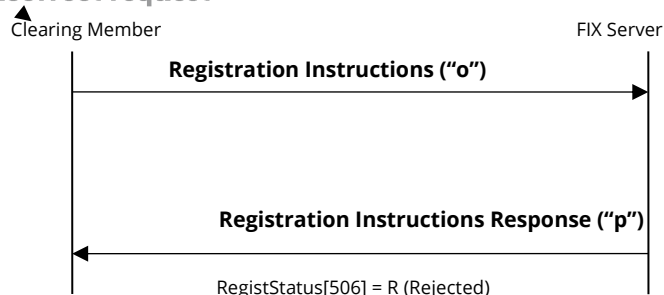 Clearing Member
FIX Server
Registration Instructions (“o”)
Registration Instructions Response (“p”)
RegistStatus[506] = R (Rejected)